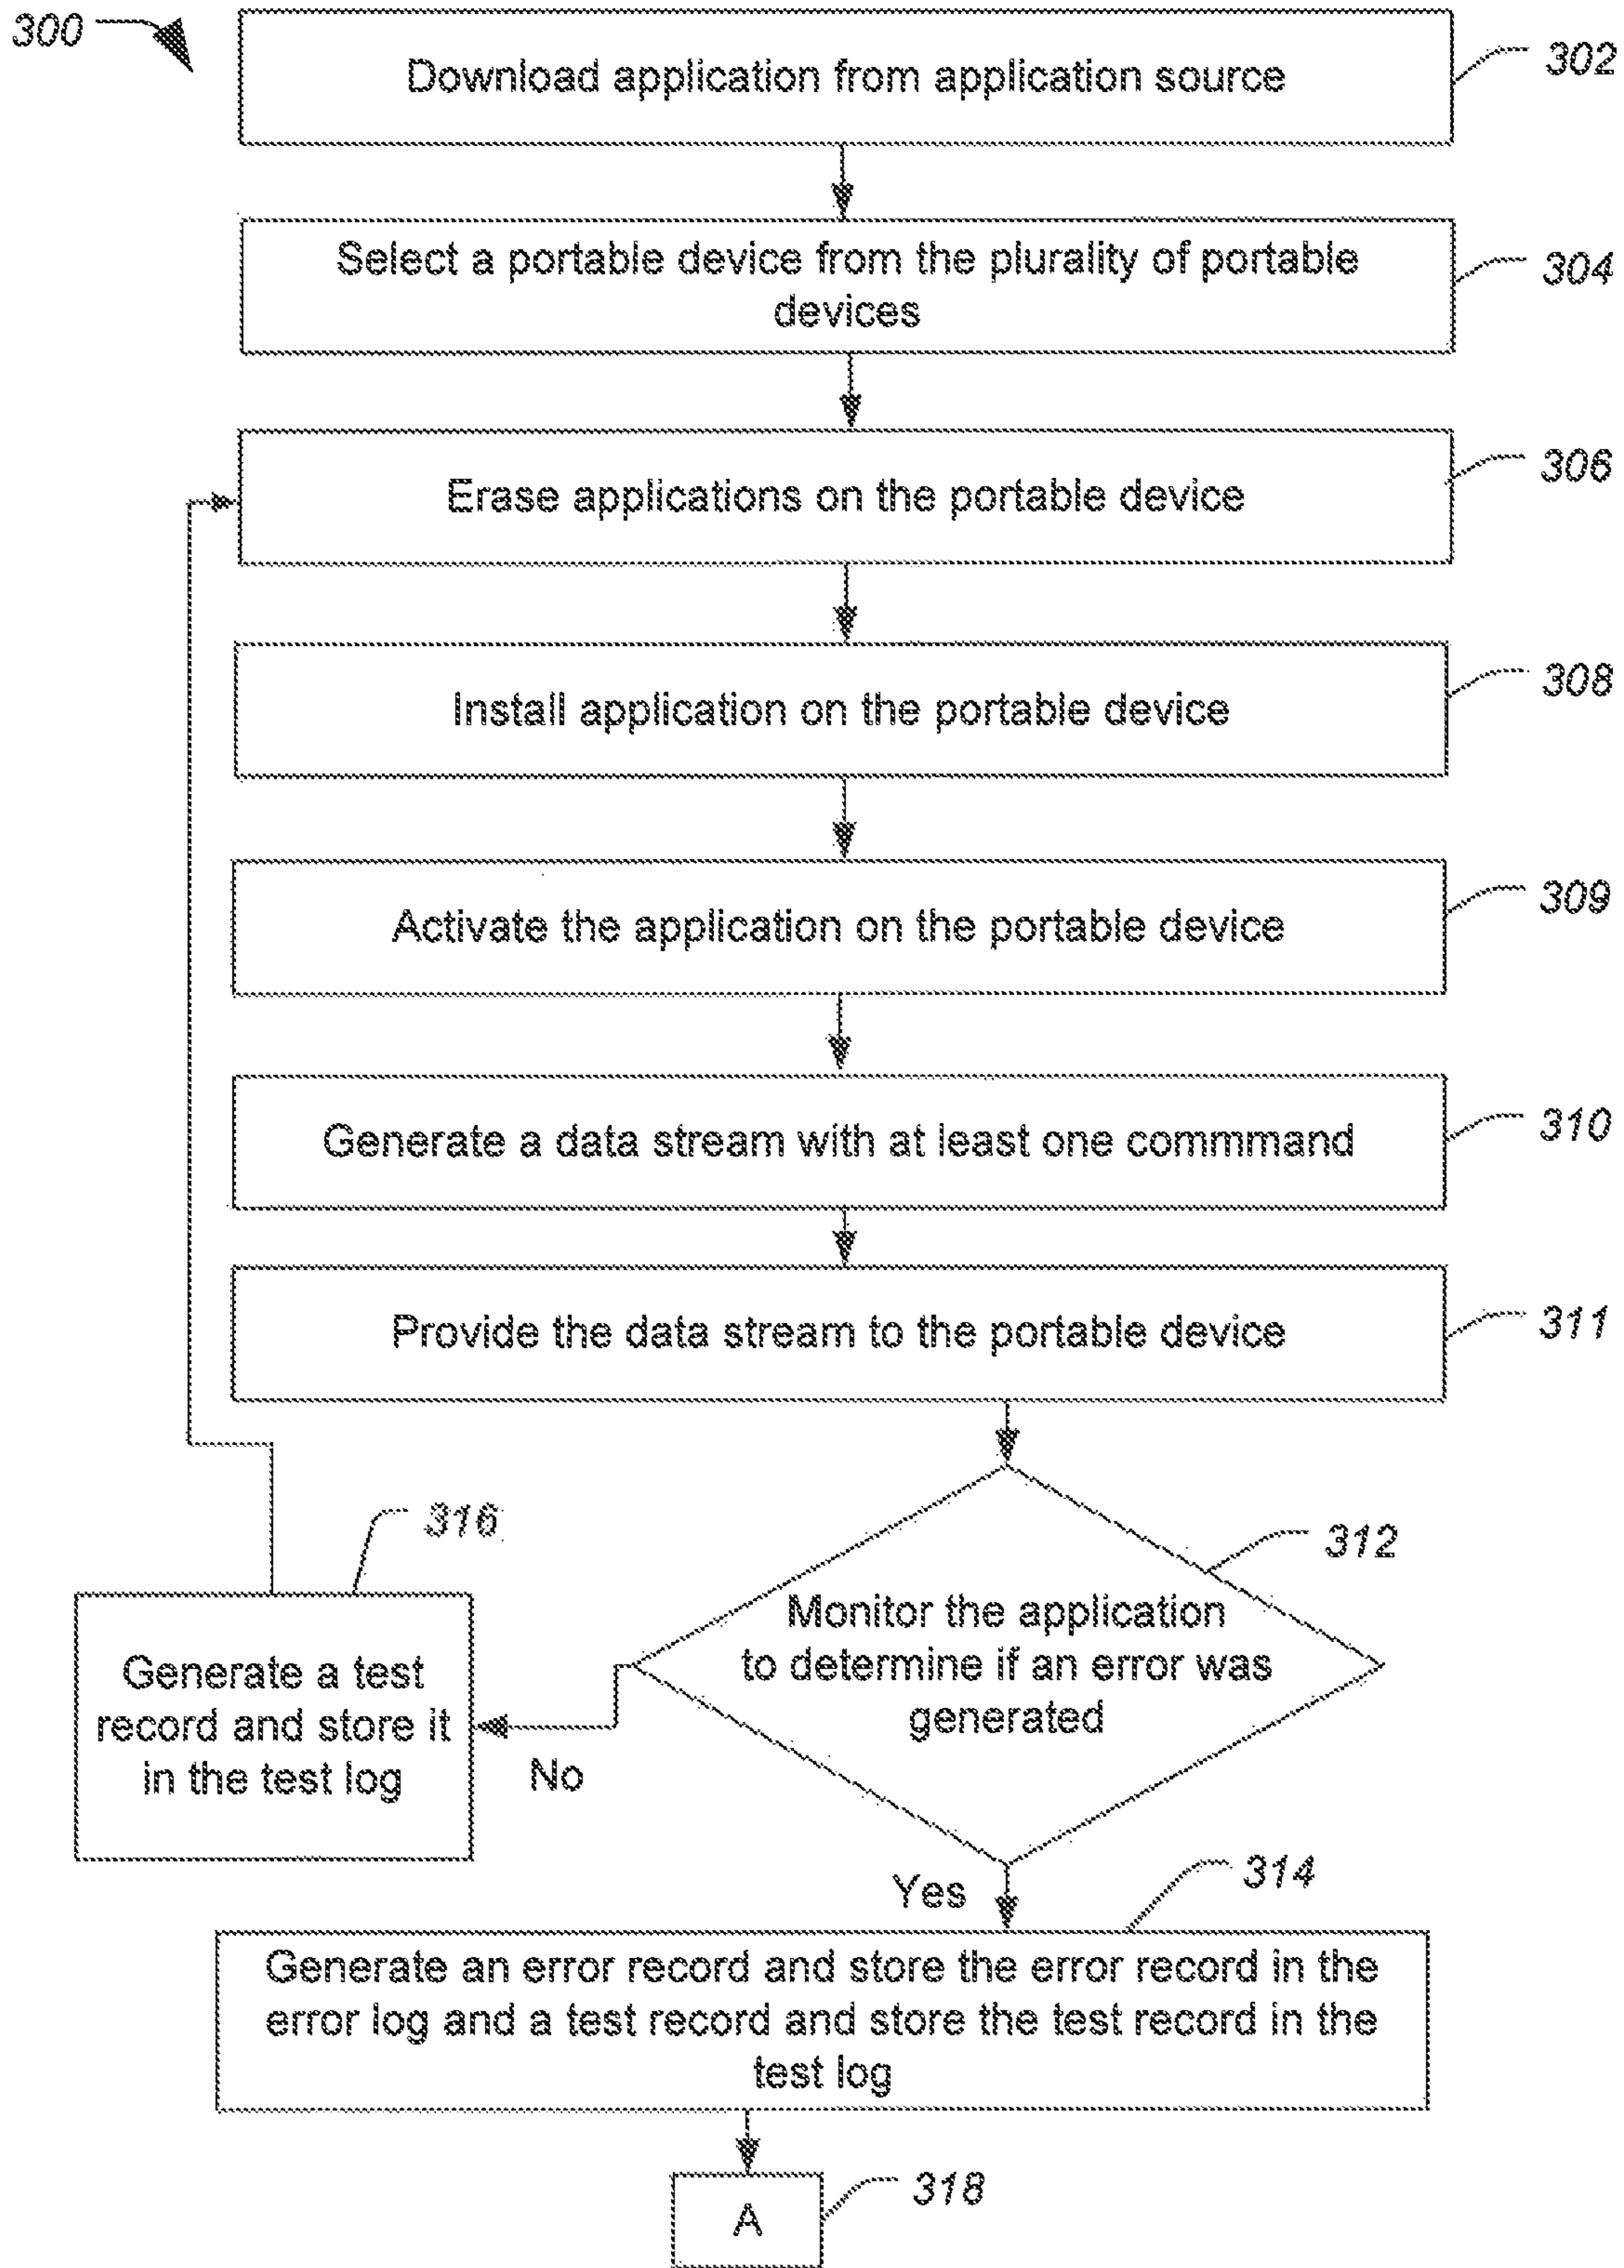 300
Download application from application source
302
Select a portable device from the plurality of portable
devices
304
Erase applications on the portable device
306
Install application on the portable device
308
Activate the application on the portable device
309
Generate a data stream with at least one commmand
310
Provide the data stream to the portable device
311
316
312
Monitor the application
to determine if an error was
generated
Generate a test
record and store it
in the test log
No
Yes
314
Generate an error record and store the error record in the
error log and a test record and store the test record in the
test log
A
318